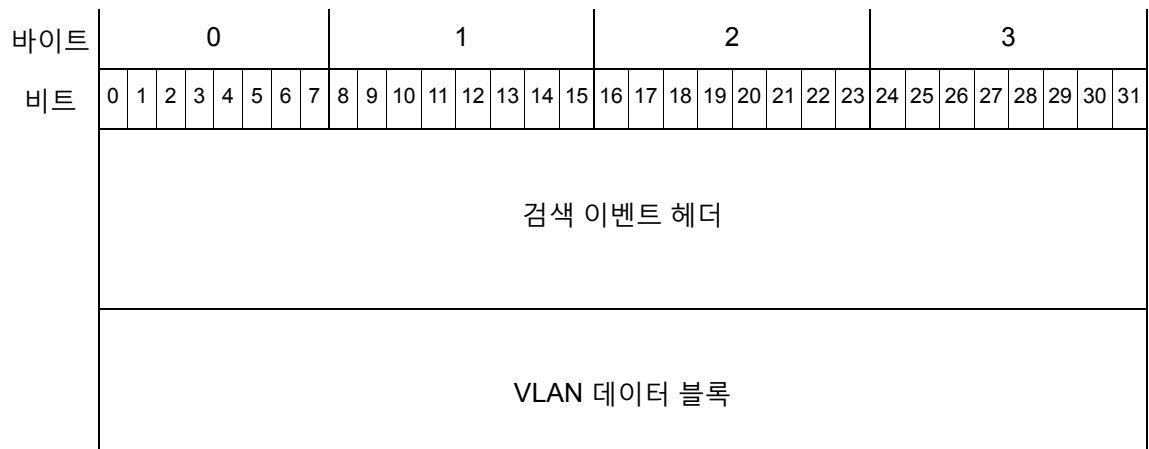 바이트 0 1 2 3
비트 0 1 2 3 4 5 6 7 8 9 10 11 12 13 14 15 16 17 18 19 20 21 22 23 24 25 26 27 28 29 30 31
검색 이벤트 헤더
VLAN 데이터 블록